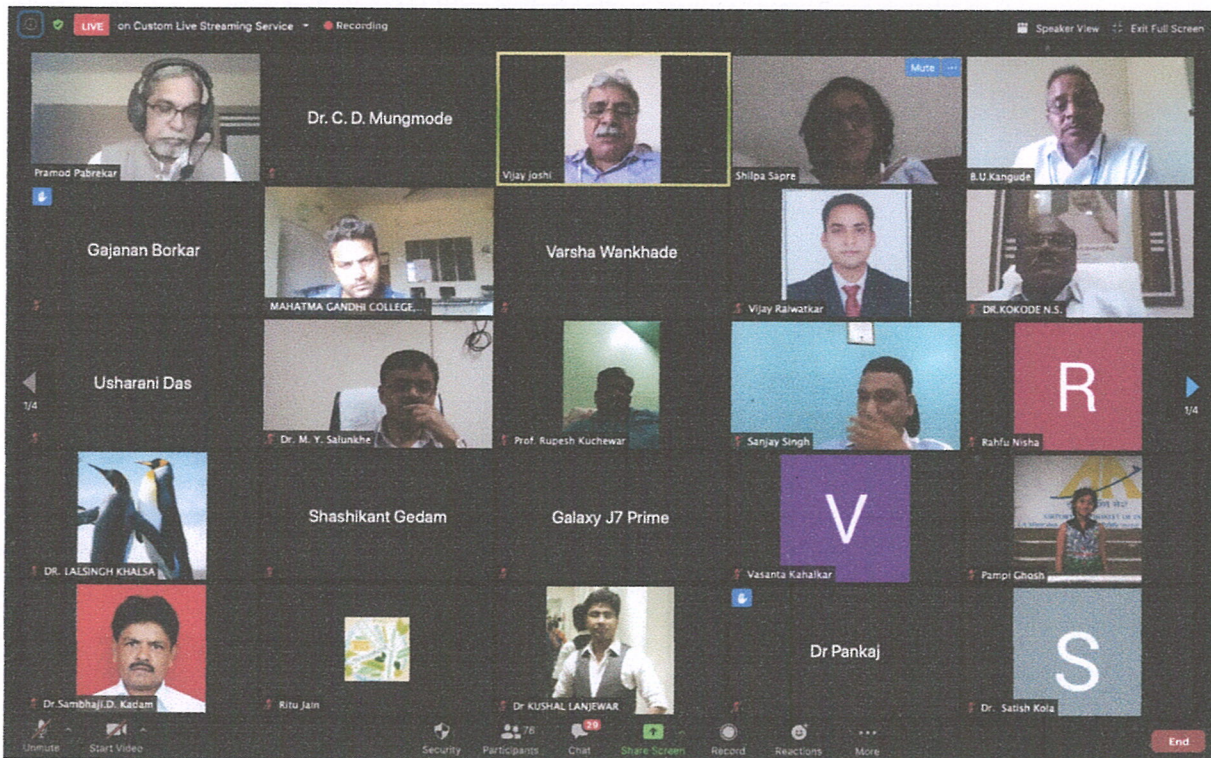 LIVE on Custom Live Streaming Service Recording Speaker View Exit Full Screen
Pramod Pabrekar
Dr. C. D. Mungmode
Vijay joshi
Mute ...
Shilpa Sapre
B.U.Kangude
Gajanan Borkar
MAHATMA GANDHI COLLEGE,...
Varsha Wankhade
Vijay Raiwatkar
DR.KOKODE N.S.
1/4
Usharani Das
Dr. M. Y. Salunkhe
Prof. Rupesh Kuchewar
Sanjay Singh
R
Rahfu Nisha
1/4
DR. LALSINGH KHALSA
Shashikant Gedam
Galaxy J7 Prime
V
Vasanta Kahalkar
Pampi Ghosh
Dr.Sambhaji.D. Kadam
Ritu Jain
Dr KUSHAL LANJEWAR
Dr Pankaj
S
Dr. Satish Kola
Unmute Start Video Security Participants 76 Chat 29 Share Screen Record Reactions More End